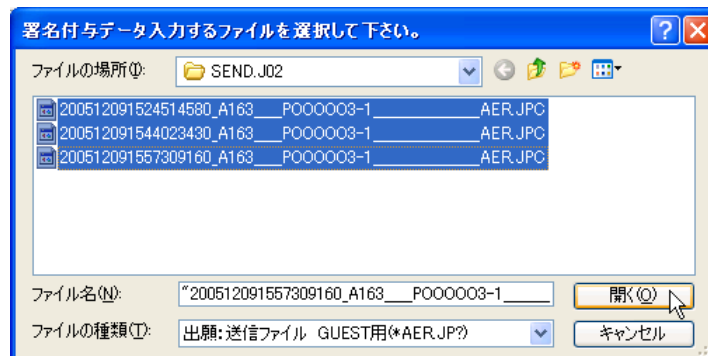 署名付与データ入力するファイルを選択して下さい。
ファイルの場所(I):
SEND.J02
200512091524514580_A163___POOOOO3-1__________AER.JPC
200512091544023430_A163___POOOOO3-1__________AER.JPC
200512091557309160_A163___POOOOO3-1__________AER.JPC
ファイル名(N):
"200512091557309160_A163___POOOOO3-1_____
開く(O)
ファイルの種類(T):
出願:送信ファイル GUEST用(*AER.JP?)
キャンセル